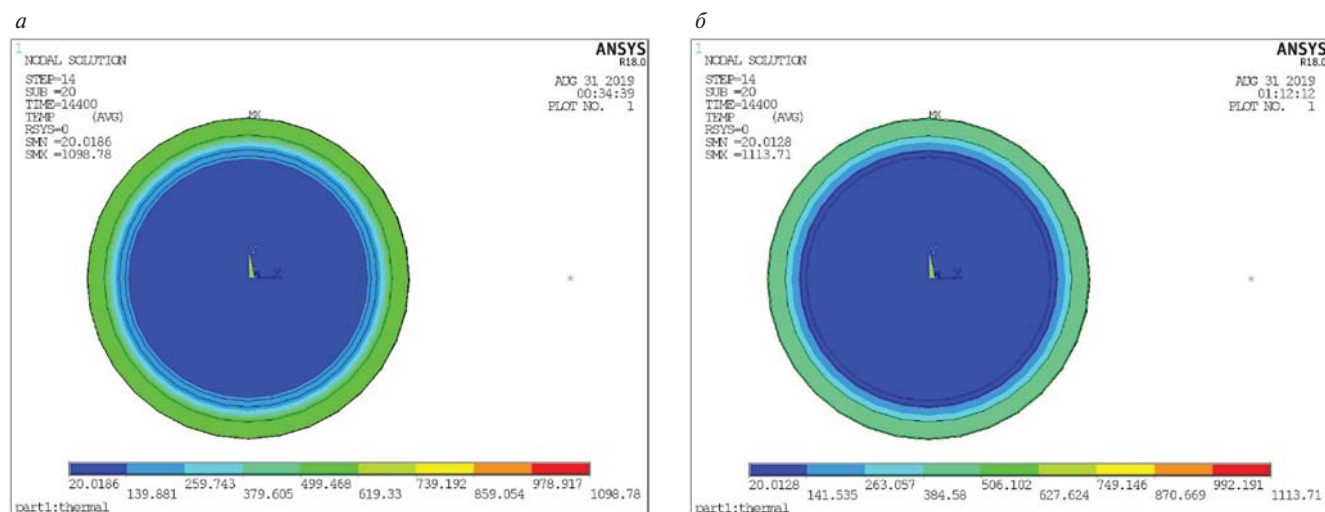 а
1
NODAL SOLUTION
STEP=14
SUB =20
TIME=14400
TEMP (AVG)
RSYS=0
SMN =20.0186
SMX =1098.78
ANSYS
R18.0
AUG 31 2019
00:34:39
PLOT NO. 1
MX
Y
X
20.0186 139.881 259.743 379.605 499.468 619.33 739.192 859.054 978.917 1098.78
part1:thermal
б
1
NODAL SOLUTION
STEP=14
SUB =20
TIME=14400
TEMP (AVG)
RSYS=0
SMN =20.0128
SMX =1113.71
ANSYS
R18.0
AUG 31 2019
01:12:12
PLOT NO. 1
MX
Y
X
20.0128 141.535 263.057 384.58 506.102 627.624 749.146 870.669 992.191 1113.71
part1:thermal